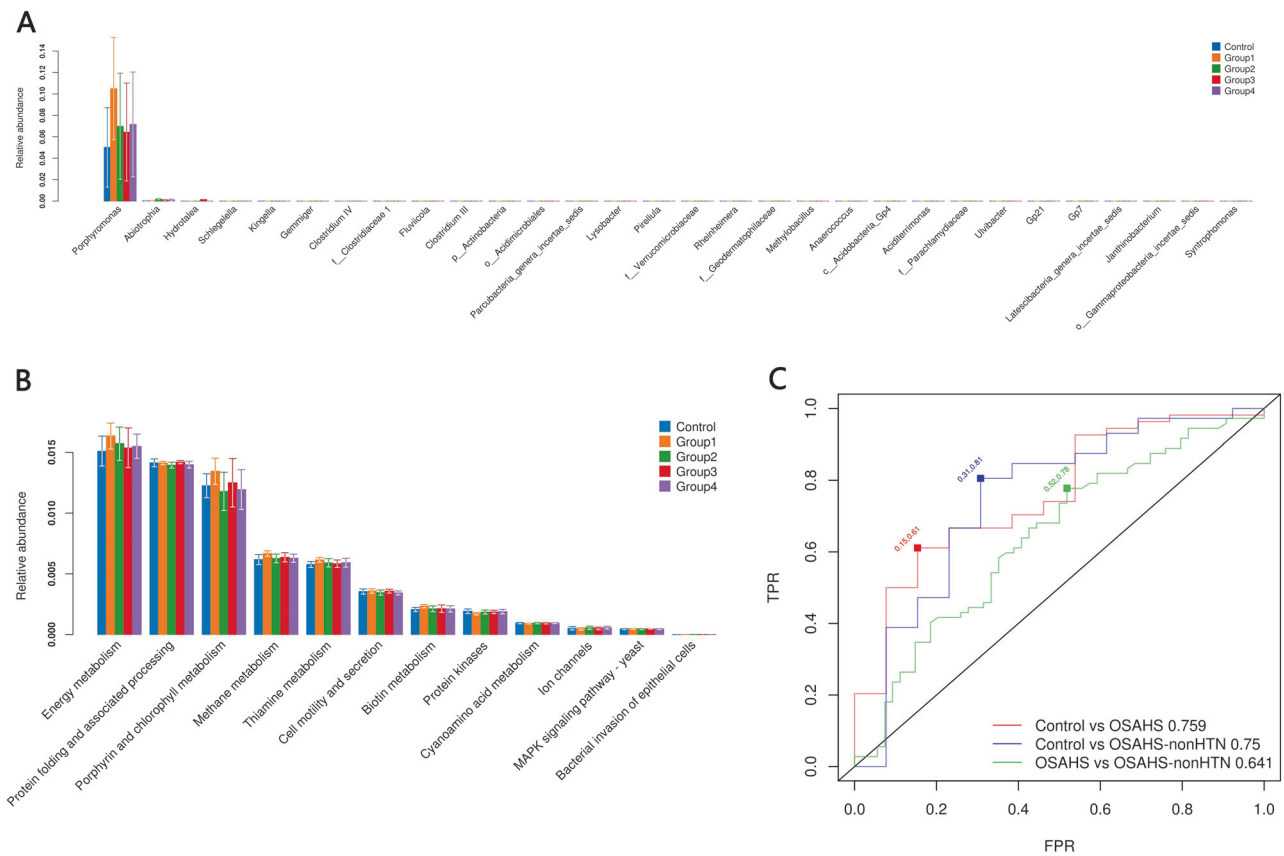 A
Relative abundance
0.00
0.02
0.04
0.06
0.08
0.10
0.12
0.14
Control
Group1
Group2
Group3
Group4
Porphyrmonas
Abiotrophia
Hydrotalea
Schlegelella
Kingella
Gemmiger
Clostridium IV
f__Clostridiaceae 1
Fluviicola
Clostridium III
p__Actinobacteria
o__Acidimicrobiales
Parcubacteria_genera_incertae_sedis
Lysobacter
Pirellula
f__Verrucomicrobiaceae
Rheinheimera
f__Geodermatophilaceae
Methylobacillus
Anaerococcus
c__Acidobacteria_Gp4
Aciditerrimonas
f__Parachlamydiaceae
Ulvibacter
Gp21
Gp7
Latescibacteria_genera_incertae_sedis
Janthinobacterium
o__Gammaproteobacteria_incertae_sedis
Syntrophomonas
B
Relative abundance
0.000
0.005
0.010
0.015
Control
Group1
Group2
Group3
Group4
Energy metabolism
Protein folding and associated processing
Porphyrin and chlorophyll metabolism
Methane metabolism
Thiamine metabolism
Cell motility and secretion
Biotin metabolism
Protein kinases
Cyanoamino acid metabolism
Ion channels
MAPK signaling pathway - yeast
Bacterial invasion of epithelial cells
C
TPR
0.0
0.2
0.4
0.6
0.8
1.0
0.15,0.61
0.31,0.81
0.52,0.78
Control vs OSAHS 0.759
Control vs OSAHS-nonHTN 0.75
OSAHS vs OSAHS-nonHTN 0.641
0.0
0.2
0.4
0.6
0.8
1.0
FPR